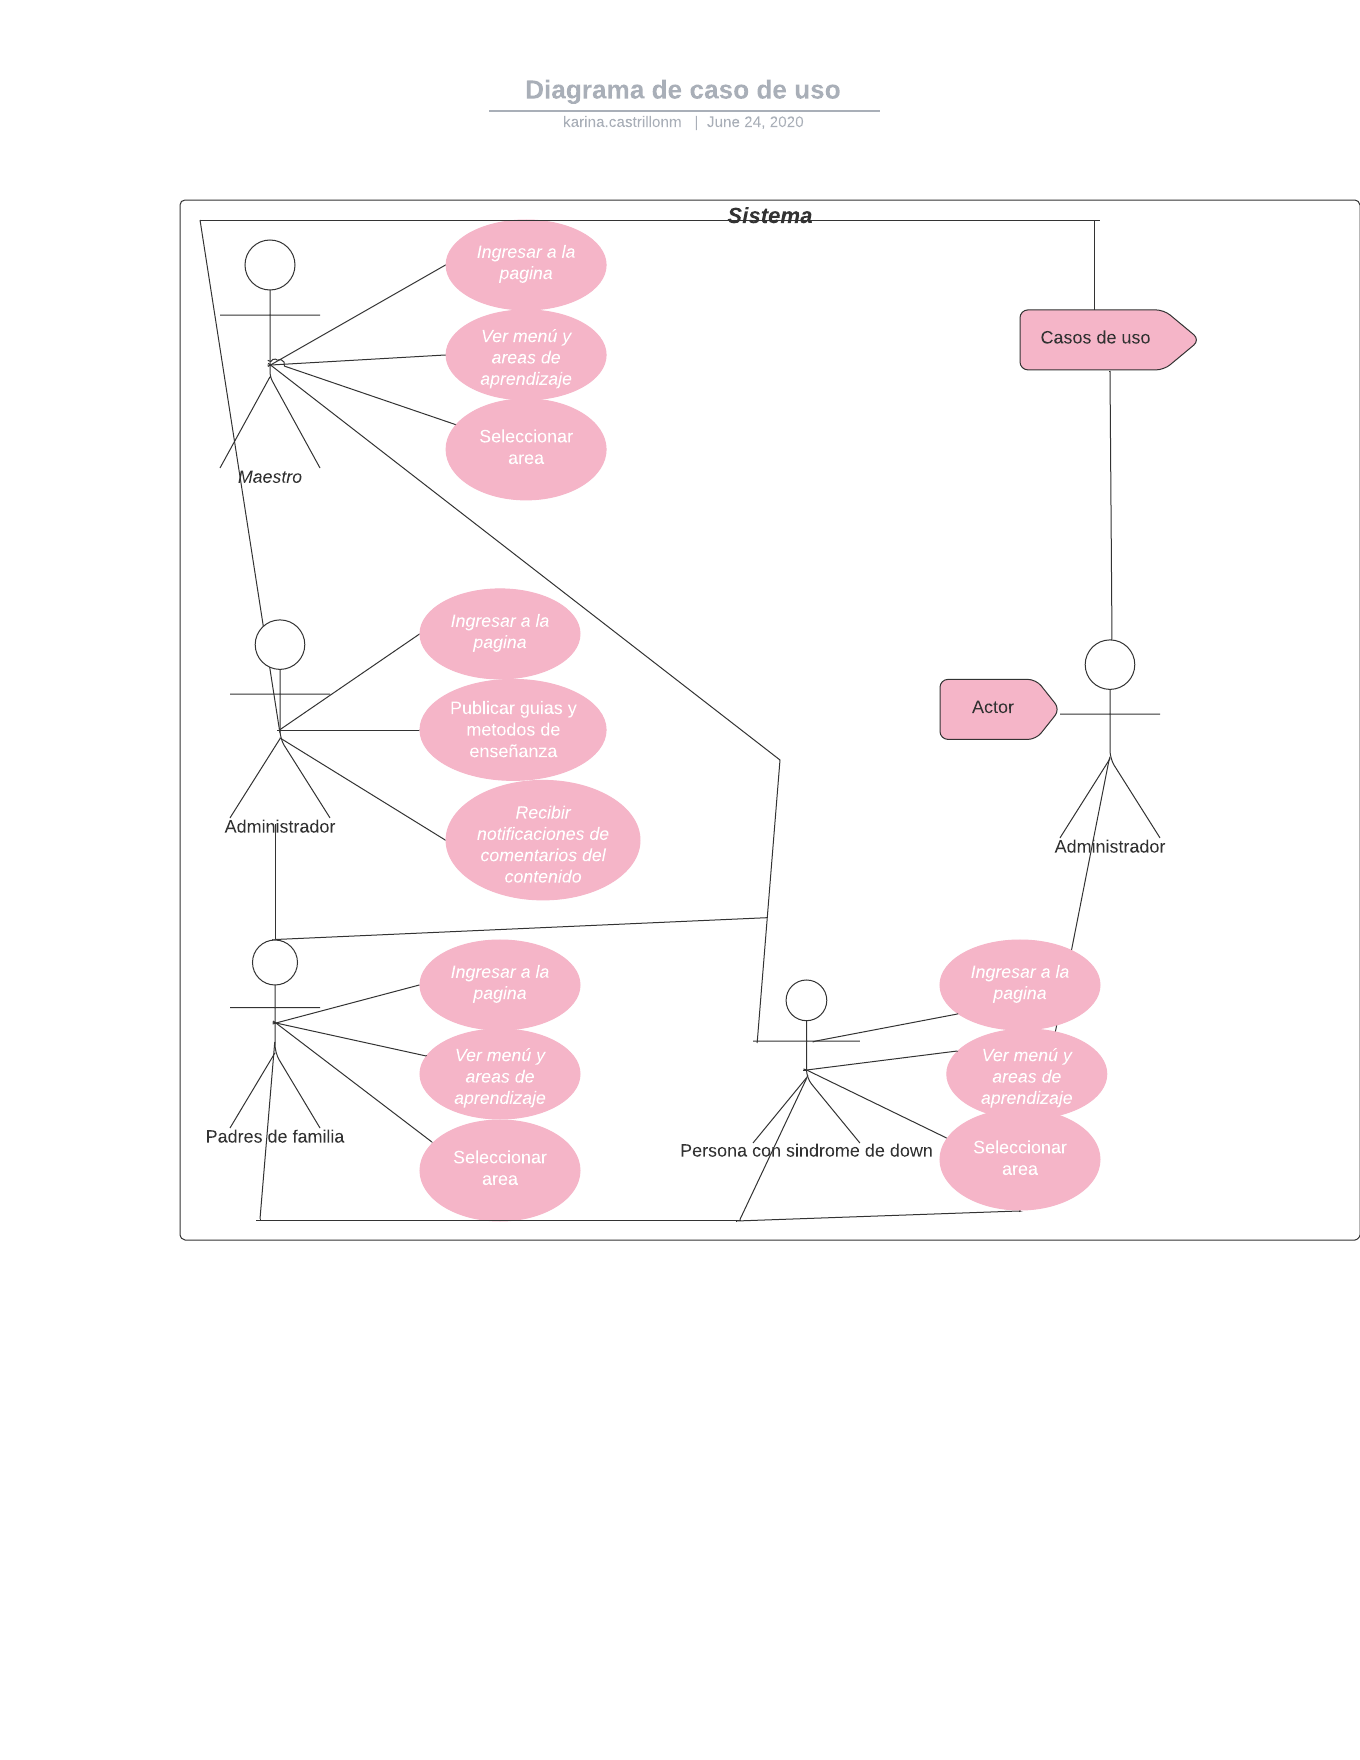 Diagrama de caso de uso
karina.castrillonm | June 24, 2020
Sistema
Ingresar a la
pagina
Ver menú y
areas de
aprendizaje
Seleccionar
area
Maestro
Casos de uso
Ingresar a la
pagina
Publicar guias y
metodos de
enseñanza
Recibir
notificaciones de
comentarios del
contenido
Administrador
Actor
Administrador
Ingresar a la
pagina
Ver menú y
areas de
aprendizaje
Seleccionar
area
Padres de familia
Ingresar a la
pagina
Ver menú y
areas de
aprendizaje
Seleccionar
area
Persona con sindrome de down